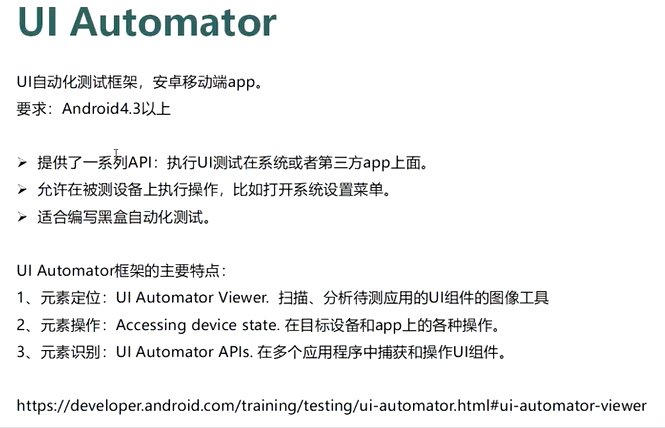 UI Automator
UI自动化测试框架，安卓移动端app。
要求：Android4.3以上
➢ 提供了一系列API：执行UI测试在系统或者第三方app上面。
➢ 允许在被测设备上执行操作，比如打开系统设置菜单。
➢ 适合编写黑盒自动化测试。
UI Automator框架的主要特点：
1、元素定位：UI Automator Viewer. 扫描、分析待测应用的UI组件的图像工具
2、元素操作：Accessing device state. 在目标设备和app上的各种操作。
3、元素识别：UI Automator APIs. 在多个应用程序中捕获和操作UI组件。
https://developer.android.com/training/testing/ui-automator.html#ui-automator-viewer